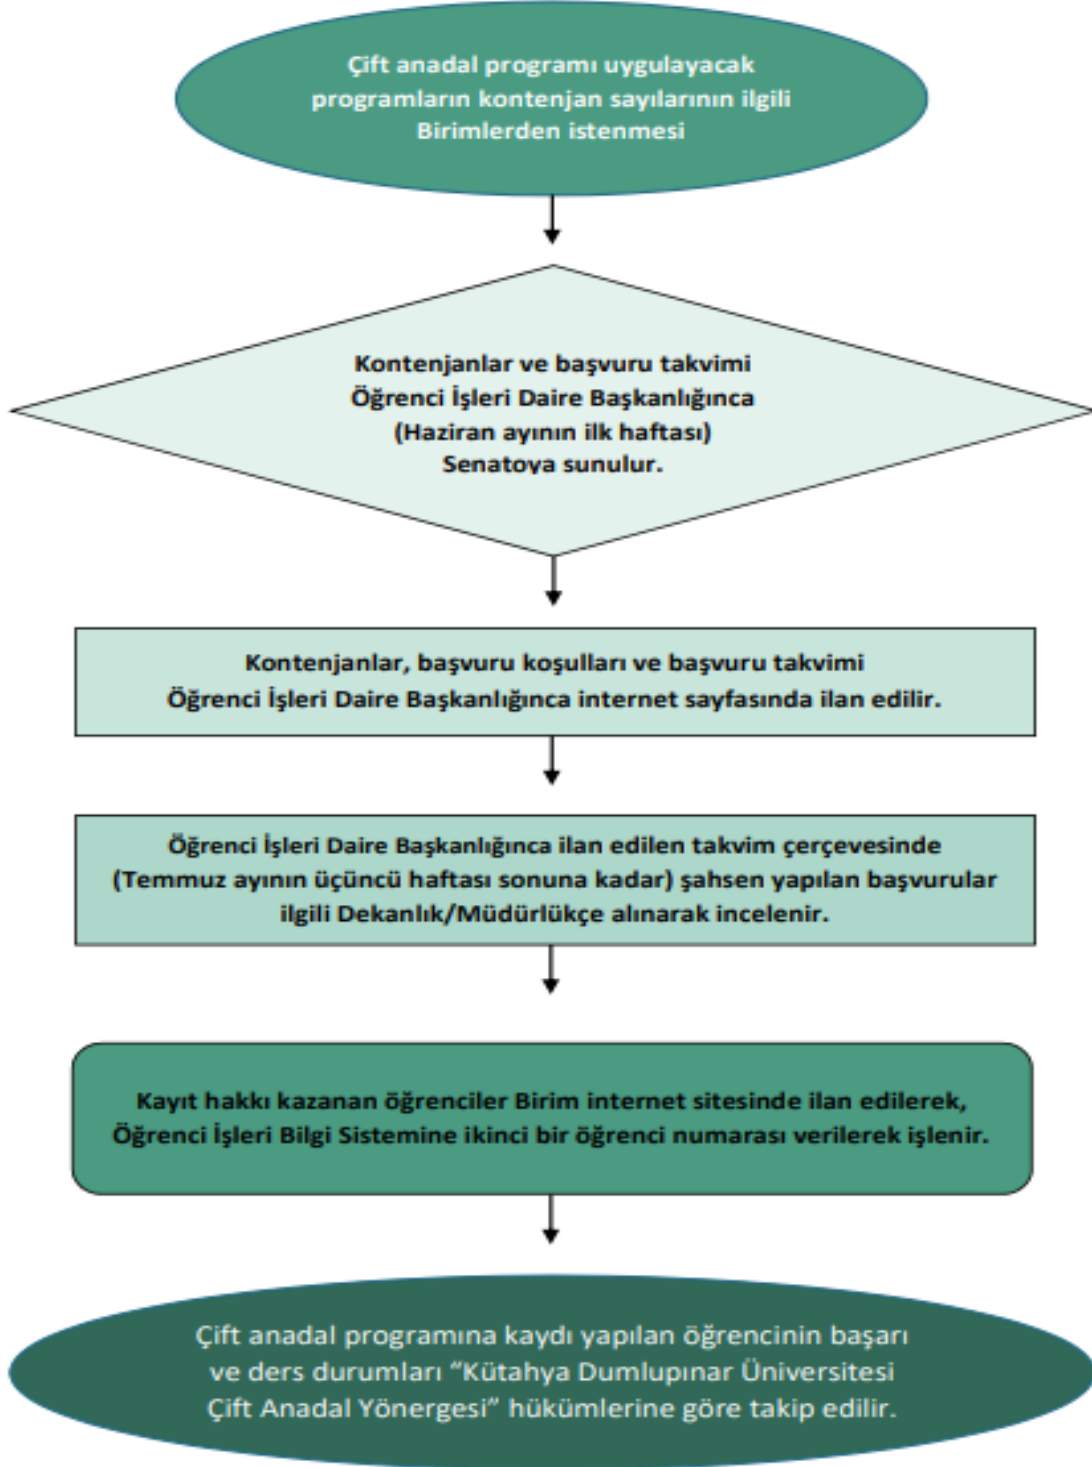 Çift anadal programı uygulayacak
programların kontenjan sayılarının ilgili
Birimlerden istenmesi
Kontenjanlar ve başvuru takvimi
Öğrenci İşleri Daire Başkanlığınca
(Haziran ayının ilk haftası)
Senatoya sunulur.
Kontenjanlar, başvuru koşulları ve başvuru takvimi
Öğrenci İşleri Daire Başkanlığınca internet sayfasında ilan edilir.
Öğrenci İşleri Daire Başkanlığınca ilan edilen takvim çerçevesinde
(Temmuz ayının üçüncü haftası sonuna kadar) şahsen yapılan başvurular
ilgili Dekanlık/Müdürlükçe alınarak incelenir.
Kayıt hakkı kazanan öğrenciler Birim internet sitesinde ilan edilerek,
Öğrenci İşleri Bilgi Sistemine ikinci bir öğrenci numarası verilerek işlenir.
Çift anadal programına kaydı yapılan öğrencinin başarı
ve ders durumları “Kütahya Dumlupınar Üniversitesi
Çift Anadal Yönergesi” hükümlerine göre takip edilir.